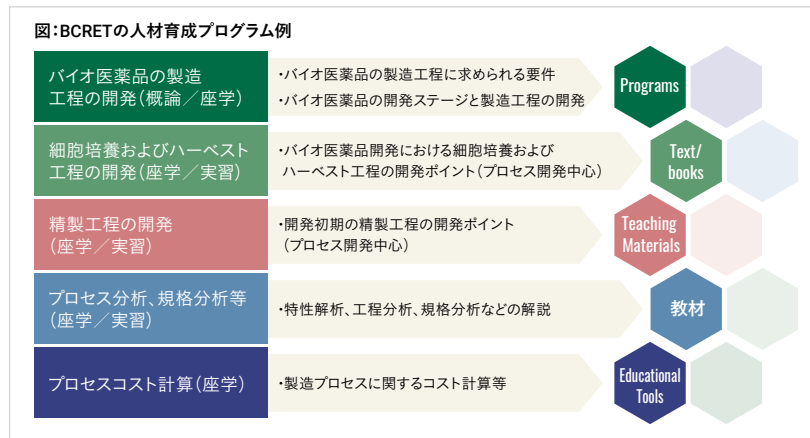 図：BCRETの人材育成プログラム例
バイオ医薬品の製造
工程の開発（概論／座学）
・バイオ医薬品の製造工程に求められる要件
・バイオ医薬品の開発ステージと製造工程の開発
Programs
細胞培養およびハーベスト
工程の開発（座学／実習）
・バイオ医薬品開発における細胞培養および
ハーベスト工程の開発ポイント（プロセス開発中心）
Text/
books
精製工程の開発
（座学／実習）
・開発初期の精製工程の開発ポイント
（プロセス開発中心）
Teaching
Materials
プロセス分析、規格分析等
（座学／実習）
・特性解析、工程分析、規格分析などの解説
教材
プロセスコスト計算（座学）
・製造プロセスに関するコスト計算等
Educational
Tools